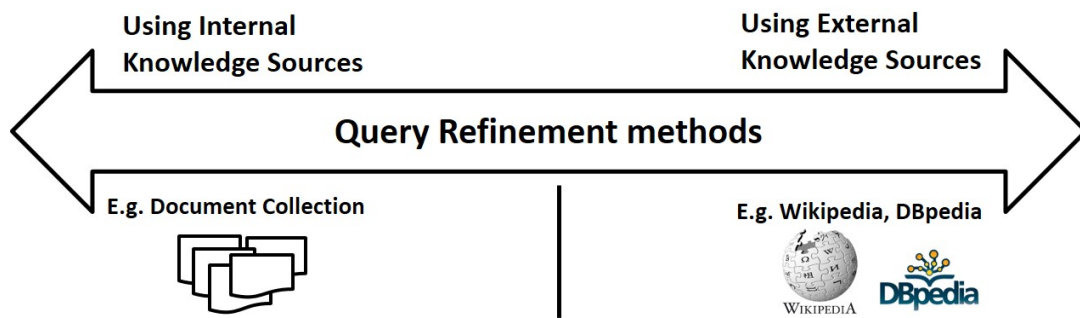 Using Internal
Knowledge Sources
Using External
Knowledge Sources
Query Refinement methods
E.g. Document Collection
E.g. Wikipedia, DBpedia
WIKIPEDIA
DBpedia